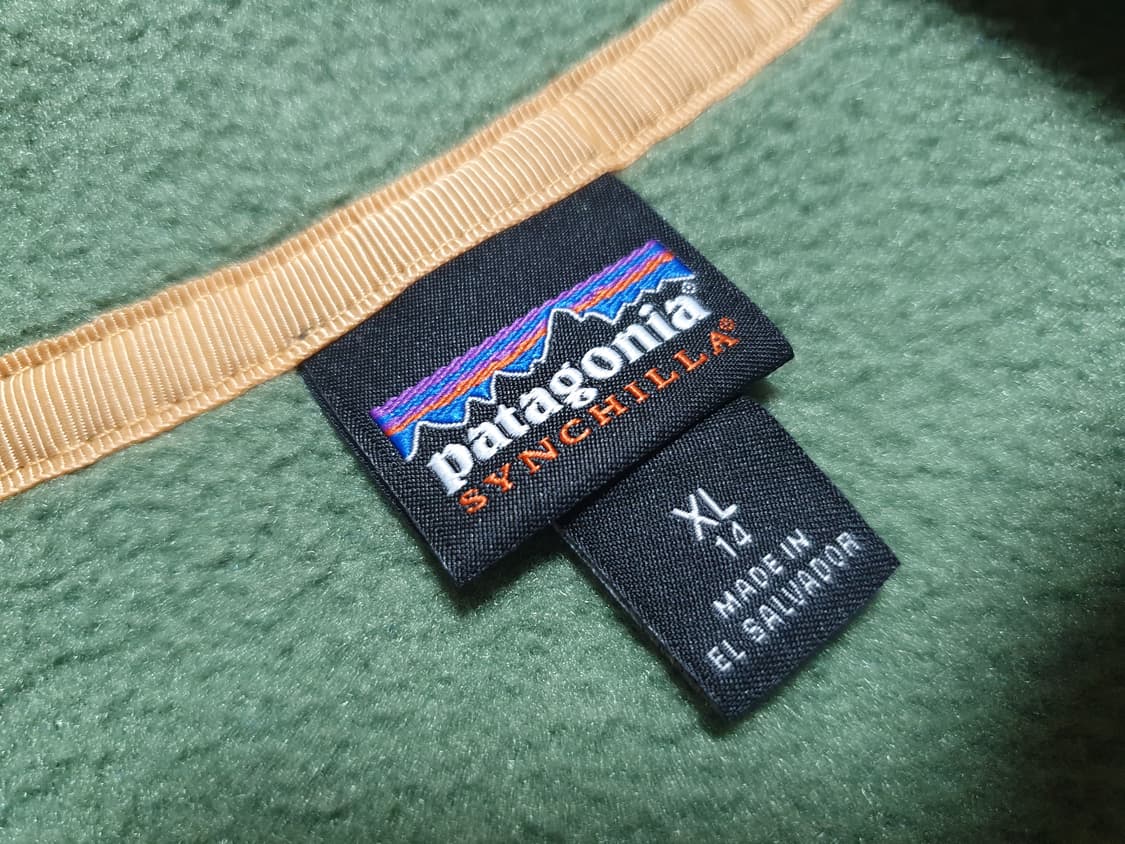 patagonia®
SYNCHILLA®
XL
14
MADE IN
EL SALVADOR